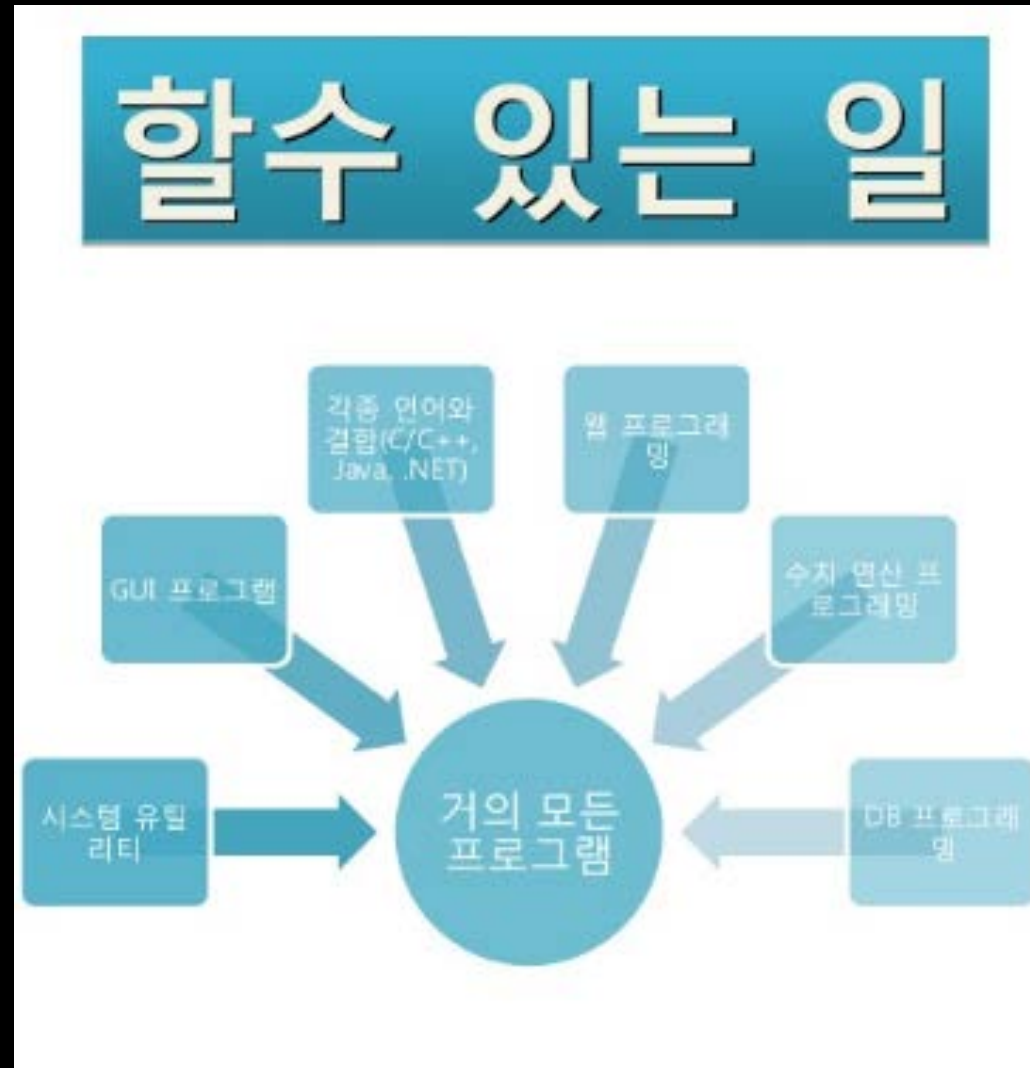 할수 있는 일
각종 언어와
결합(C/C++,
Java, .NET)
웹 프로그래
밍
GUI 프로그램
수치 연산 프
로그래밍
시스템 유틸
리티
거의 모든
프로그램
DB 프로그래
밍